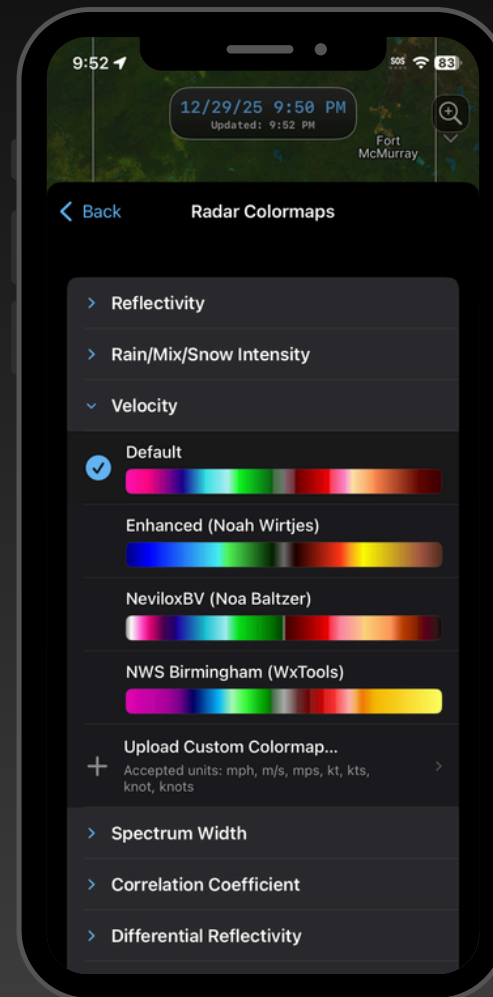 9:52
SOS
83
12/29/25 9:50 PM
Updated: 9:52 PM
Fort
McMurray
Back
Radar Colormaps
Reflectivity
Rain/Mix/Snow Intensity
Velocity
Default
Enhanced (Noah Wirtjes)
NeviloxBV (Noa Baltzer)
NWS Birmingham (WxTools)
Upload Custom Colormap...
Accepted units: mph, m/s, mps, kt, kts,
knot, knots
Spectrum Width
Correlation Coefficient
Differential Reflectivity